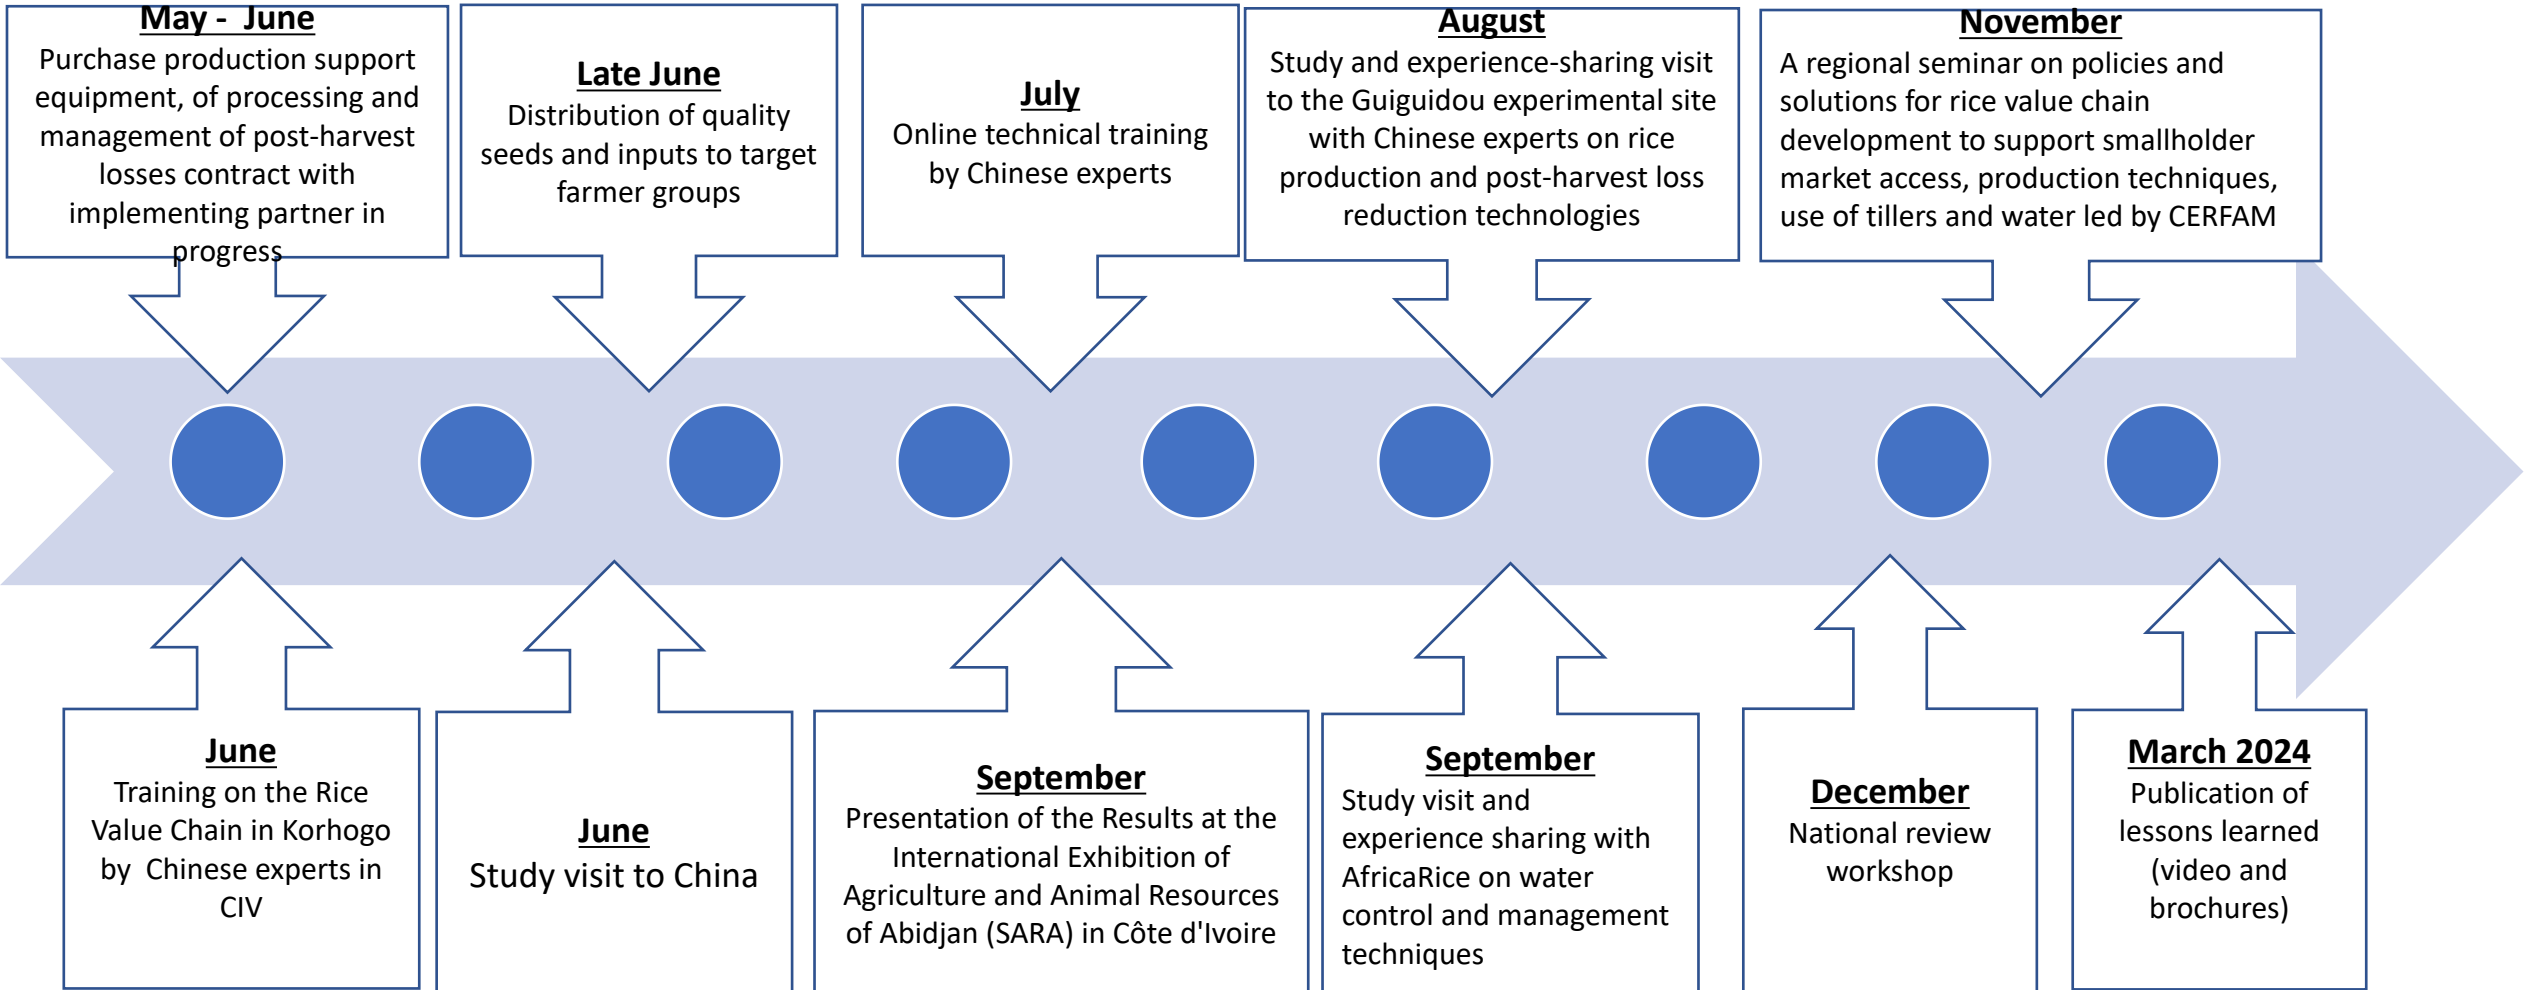 May -  June
Purchase production support
equipment, of processing and
management of post-harvest
losses contract with
implementing partner in
progress
Late June
Distribution of quality
seeds and inputs to target
farmer groups
July
Online technical training
by Chinese experts
August
Study and experience-sharing visit
to the Guiguidou experimental site
with Chinese experts on rice
production and post-harvest loss
reduction technologies
November
A regional seminar on policies and
solutions for rice value chain
development to support smallholder
market access, production techniques,
use of tillers and water led by CERFAM
June
Training on the Rice
Value Chain in Korhogo
by  Chinese experts in
CIV
June
Study visit to China
September
Presentation of the Results at the
International Exhibition of
Agriculture and Animal Resources
of Abidjan (SARA) in Côte d'Ivoire
September
Study visit and
experience sharing with
AfricaRice on water
control and management
techniques
December
National review
workshop
March 2024
Publication of
lessons learned
(video and
brochures)